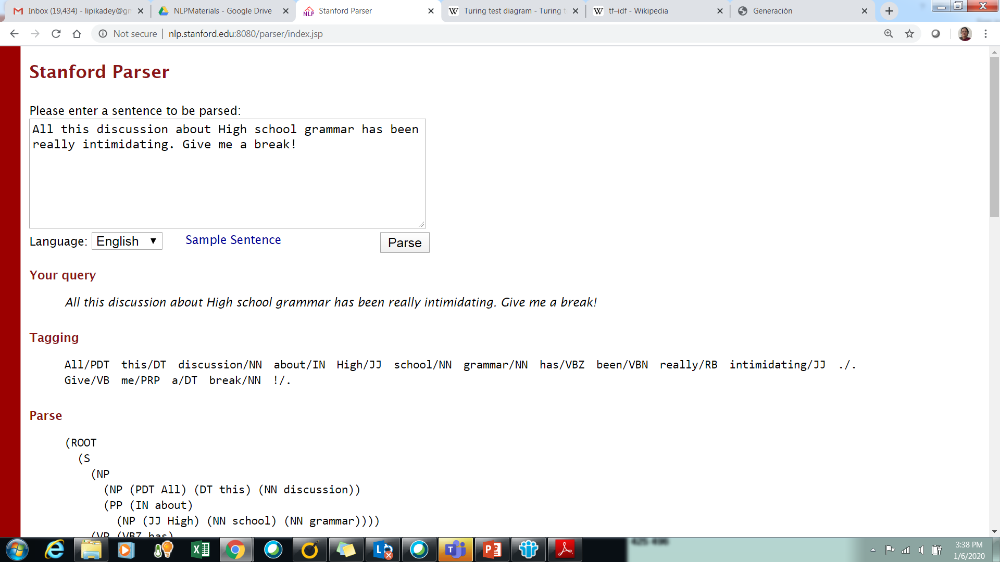 Inbox (19,434) - lipikadey@gm
NLPMaterials - Google Drive
NLP Stanford Parser
W Turing test diagram - Turing t
W tf–idf - Wikipedia
Generación
Not secure | nlp.stanford.edu:8080/parser/index.jsp
Stanford Parser
Please enter a sentence to be parsed:
All this discussion about High school grammar has been
really intimidating. Give me a break!
Language: English ▼ Sample Sentence Parse
Your query
All this discussion about High school grammar has been really intimidating. Give me a break!
Tagging
All/PDT this/DT discussion/NN about/IN High/JJ school/NN grammar/NN has/VBZ been/VBN really/RB intimidating/JJ ./.
Give/VB me/PRP a/DT break/NN !/.
Parse
(ROOT
(S
(NP
(NP (PDT All) (DT this) (NN discussion))
(PP (IN about)
(NP (JJ High) (NN school) (NN grammar))))
(VP (VBZ has)
3:38 PM
1/6/2020